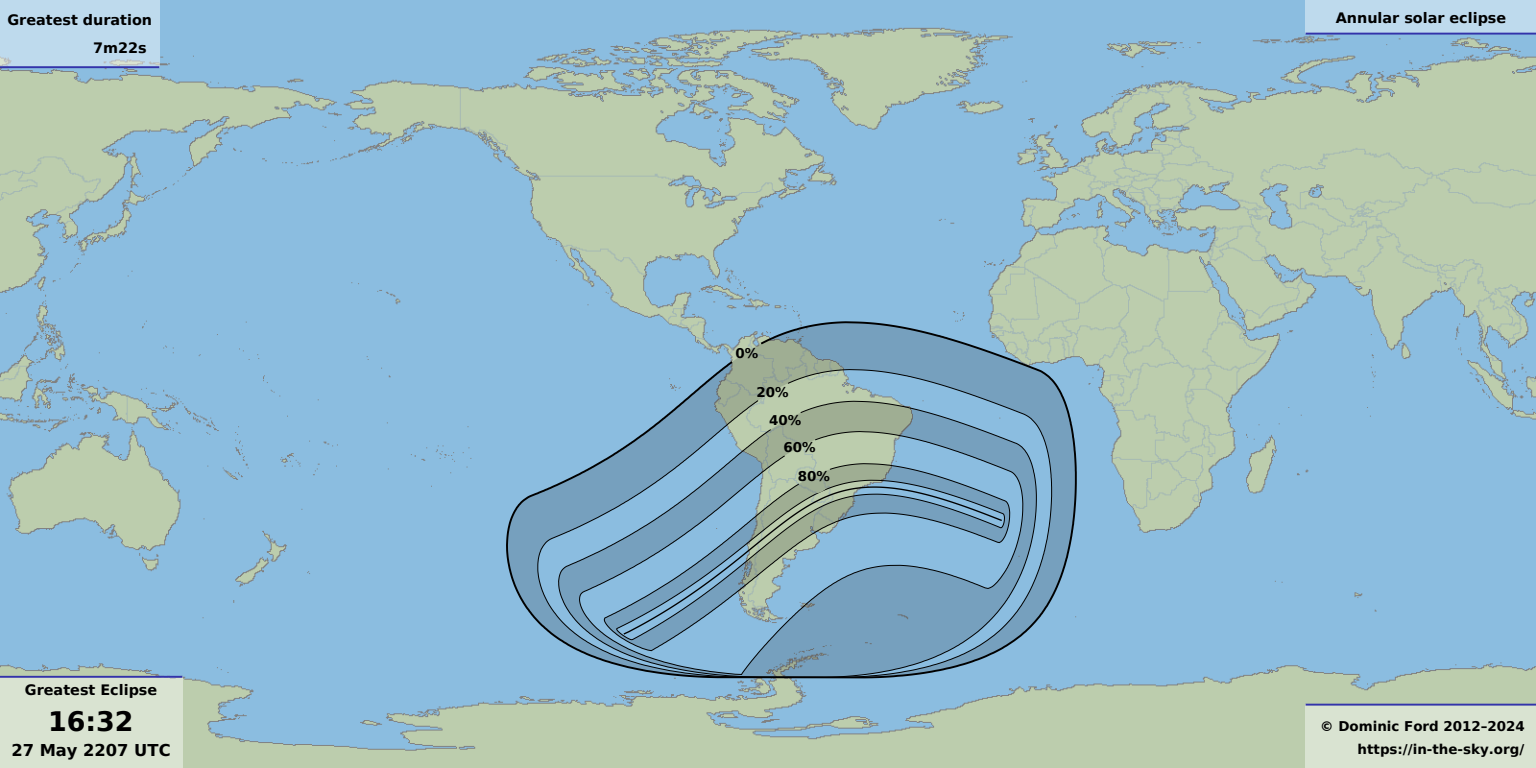 Greatest duration
7m22s
Annular solar eclipse
0%
20%
40%
60%
80%
Greatest Eclipse
16:32
27 May 2207 UTC
© Dominic Ford 2012–2024
https://in-the-sky.org/